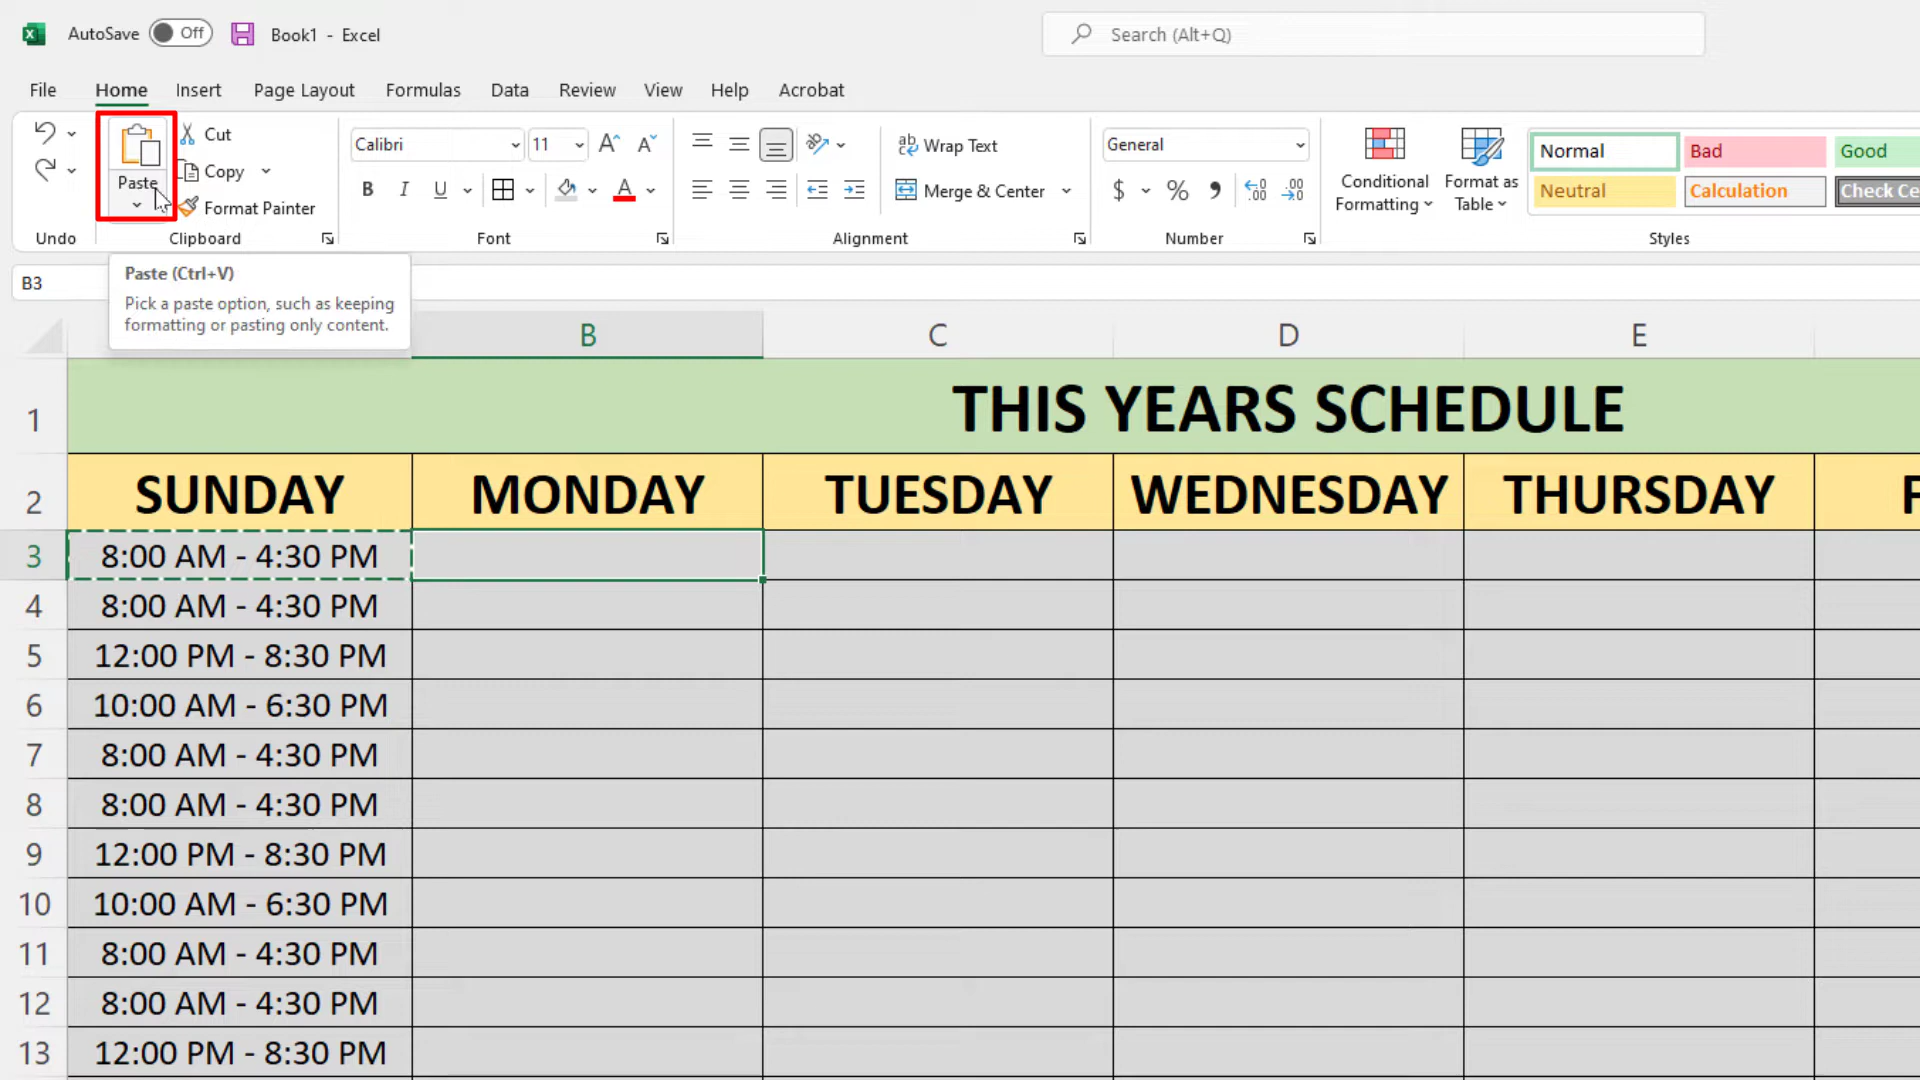 AutoSave Off Book1 - Excel Search (Alt+Q)
File Home Insert Page Layout Formulas Data Review View Help Acrobat
Paste Cut Copy Format Painter
Calibri 11
B I U A
ab Wrap Text
Merge & Center
General
$ % 9
Conditional Formatting
Format as Table
Normal Bad Good
Neutral Calculation
Undo Clipboard Font Alignment Number Styles
B3
Paste (Ctrl+V)
Pick a paste option, such as keeping
formatting or pasting only content.
B C D E
1 THIS YEARS SCHEDULE
2 SUNDAY MONDAY TUESDAY WEDNESDAY THURSDAY
3 8:00 AM - 4:30 PM
4 8:00 AM - 4:30 PM
5 12:00 PM - 8:30 PM
6 10:00 AM - 6:30 PM
7 8:00 AM - 4:30 PM
8 8:00 AM - 4:30 PM
9 12:00 PM - 8:30 PM
10 10:00 AM - 6:30 PM
11 8:00 AM - 4:30 PM
12 8:00 AM - 4:30 PM
13 12:00 PM - 8:30 PM